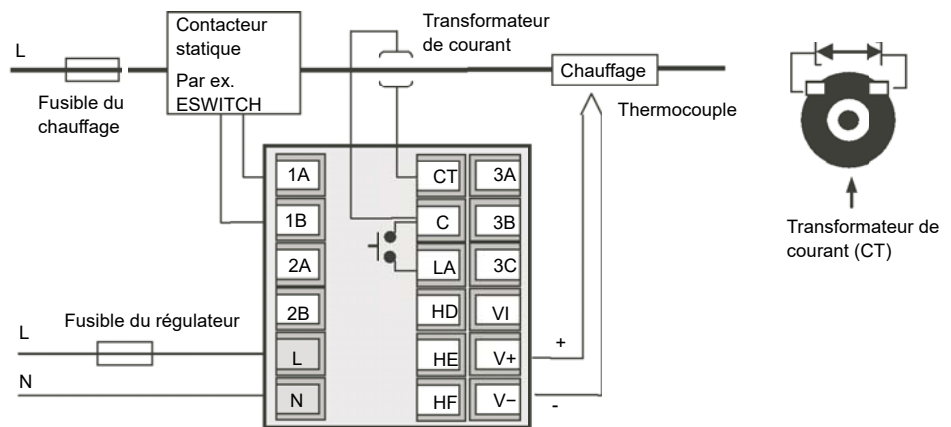 L
Fusible du
chauffage
Contacteur
statique
Par ex.
ESWITCH
Transformateur
de courant
Chauffage
Thermocouple
Transformateur de
courant (CT)
1A
1B
2A
2B
L
N
CT
C
LA
HD
HE
HF
3A
3B
3C
VI
V+
V−
L
Fusible du régulateur
N
+
-